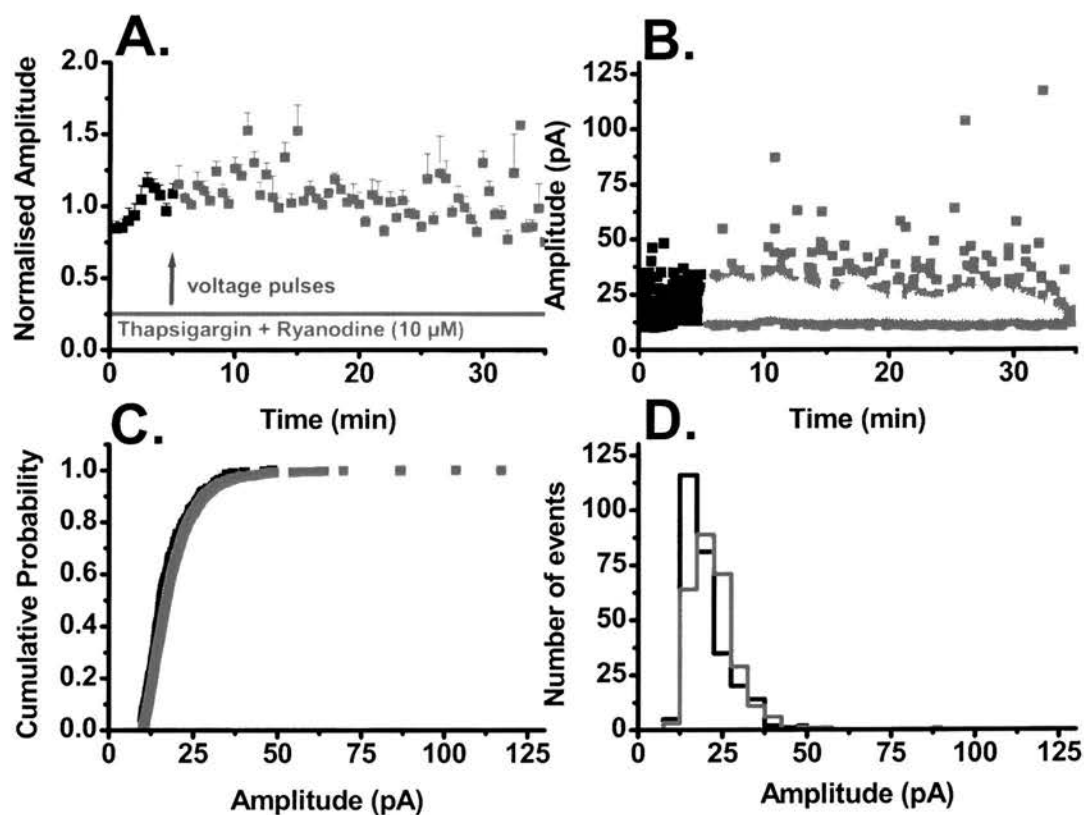 A.
Normalised Amplitude
2.0
1.5
1.0
0.5
0.0
voltage pulses
Thapsigargin + Ryanodine (10 µM)
0 10 20 30
Time (min)
B.
Amplitude (pA)
125
100
75
50
25
0
0 10 20 30
Time (min)
C.
Cumulative Probability
1.0
0.8
0.6
0.4
0.2
0.0
0 25 50 75 100 125
Amplitude (pA)
D.
Number of events
125
100
75
50
25
0
0 25 50 75 100 125
Amplitude (pA)